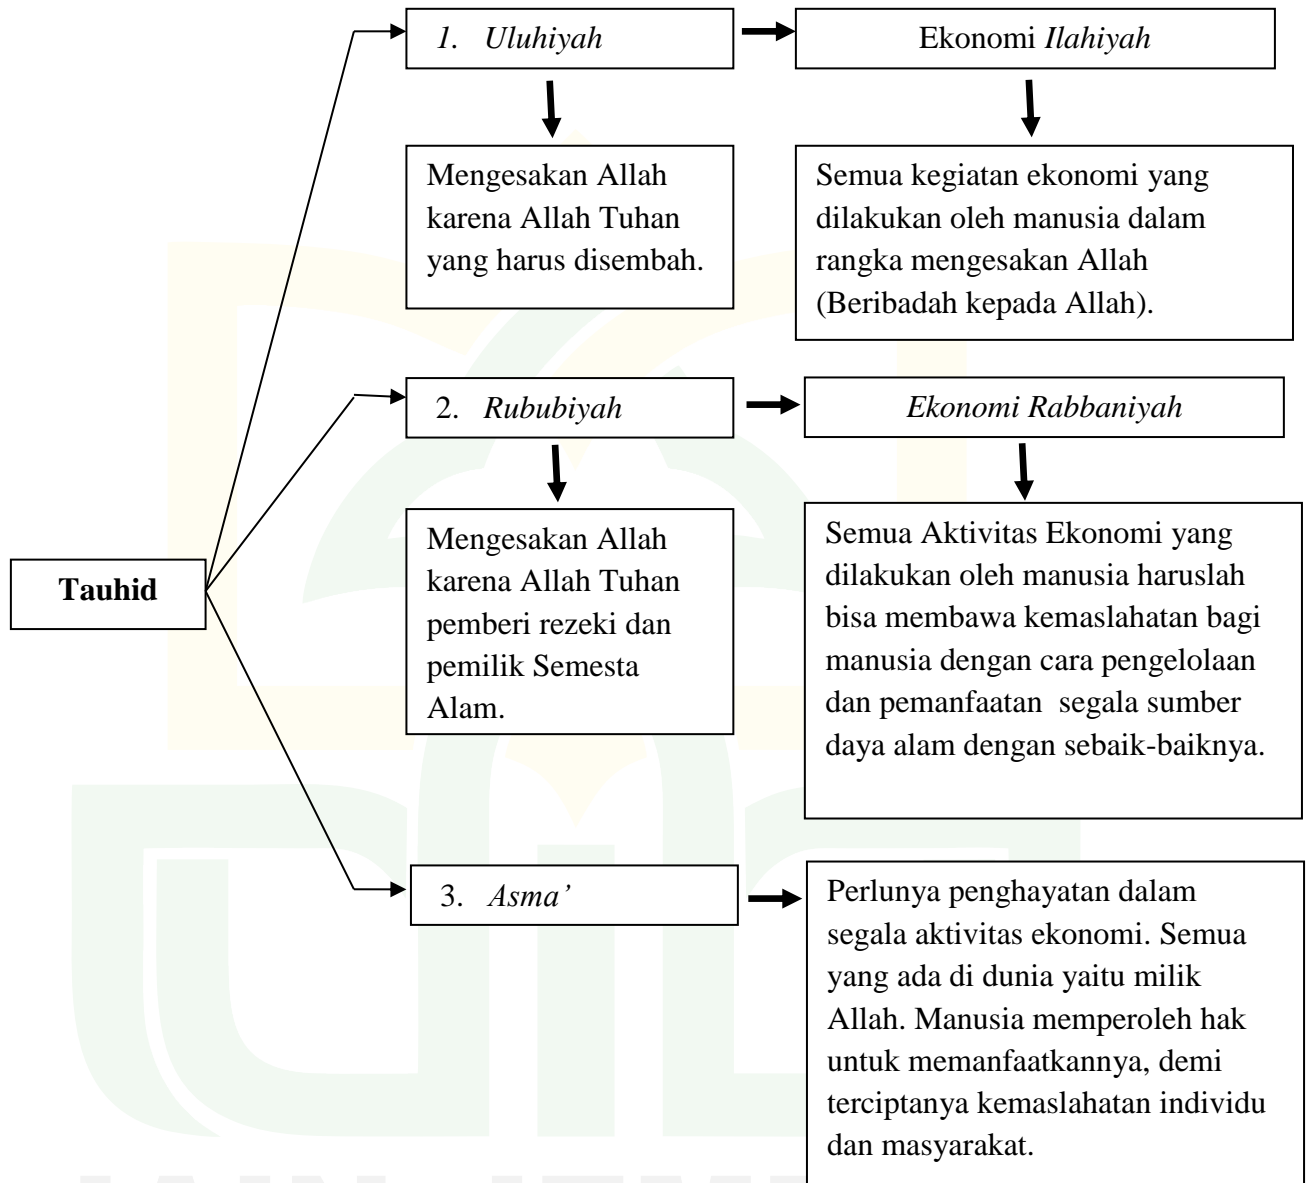 1. Uluhiyah
Ekonomi Ilahiyah
Mengesakan Allah
karena Allah Tuhan
yang harus disembah.
Semua kegiatan ekonomi yang
dilakukan oleh manusia dalam
rangka mengesakan Allah
(Beribadah kepada Allah).
2. Rububiyah
Ekonomi Rabbaniyah
Mengesakan Allah
karena Allah Tuhan
pemberi rezeki dan
pemilik Semesta
Alam.
Semua Aktivitas Ekonomi yang
dilakukan oleh manusia haruslah
bisa membawa kemaslahatan bagi
manusia dengan cara pengelolaan
dan pemanfaatan segala sumber
daya alam dengan sebaik-baiknya.
Tauhid
3. Asma’
Perlunya penghayatan dalam
segala aktivitas ekonomi. Semua
yang ada di dunia yaitu milik
Allah. Manusia memperoleh hak
untuk memanfaatkannya, demi
terciptanya kemaslahatan individu
dan masyarakat.